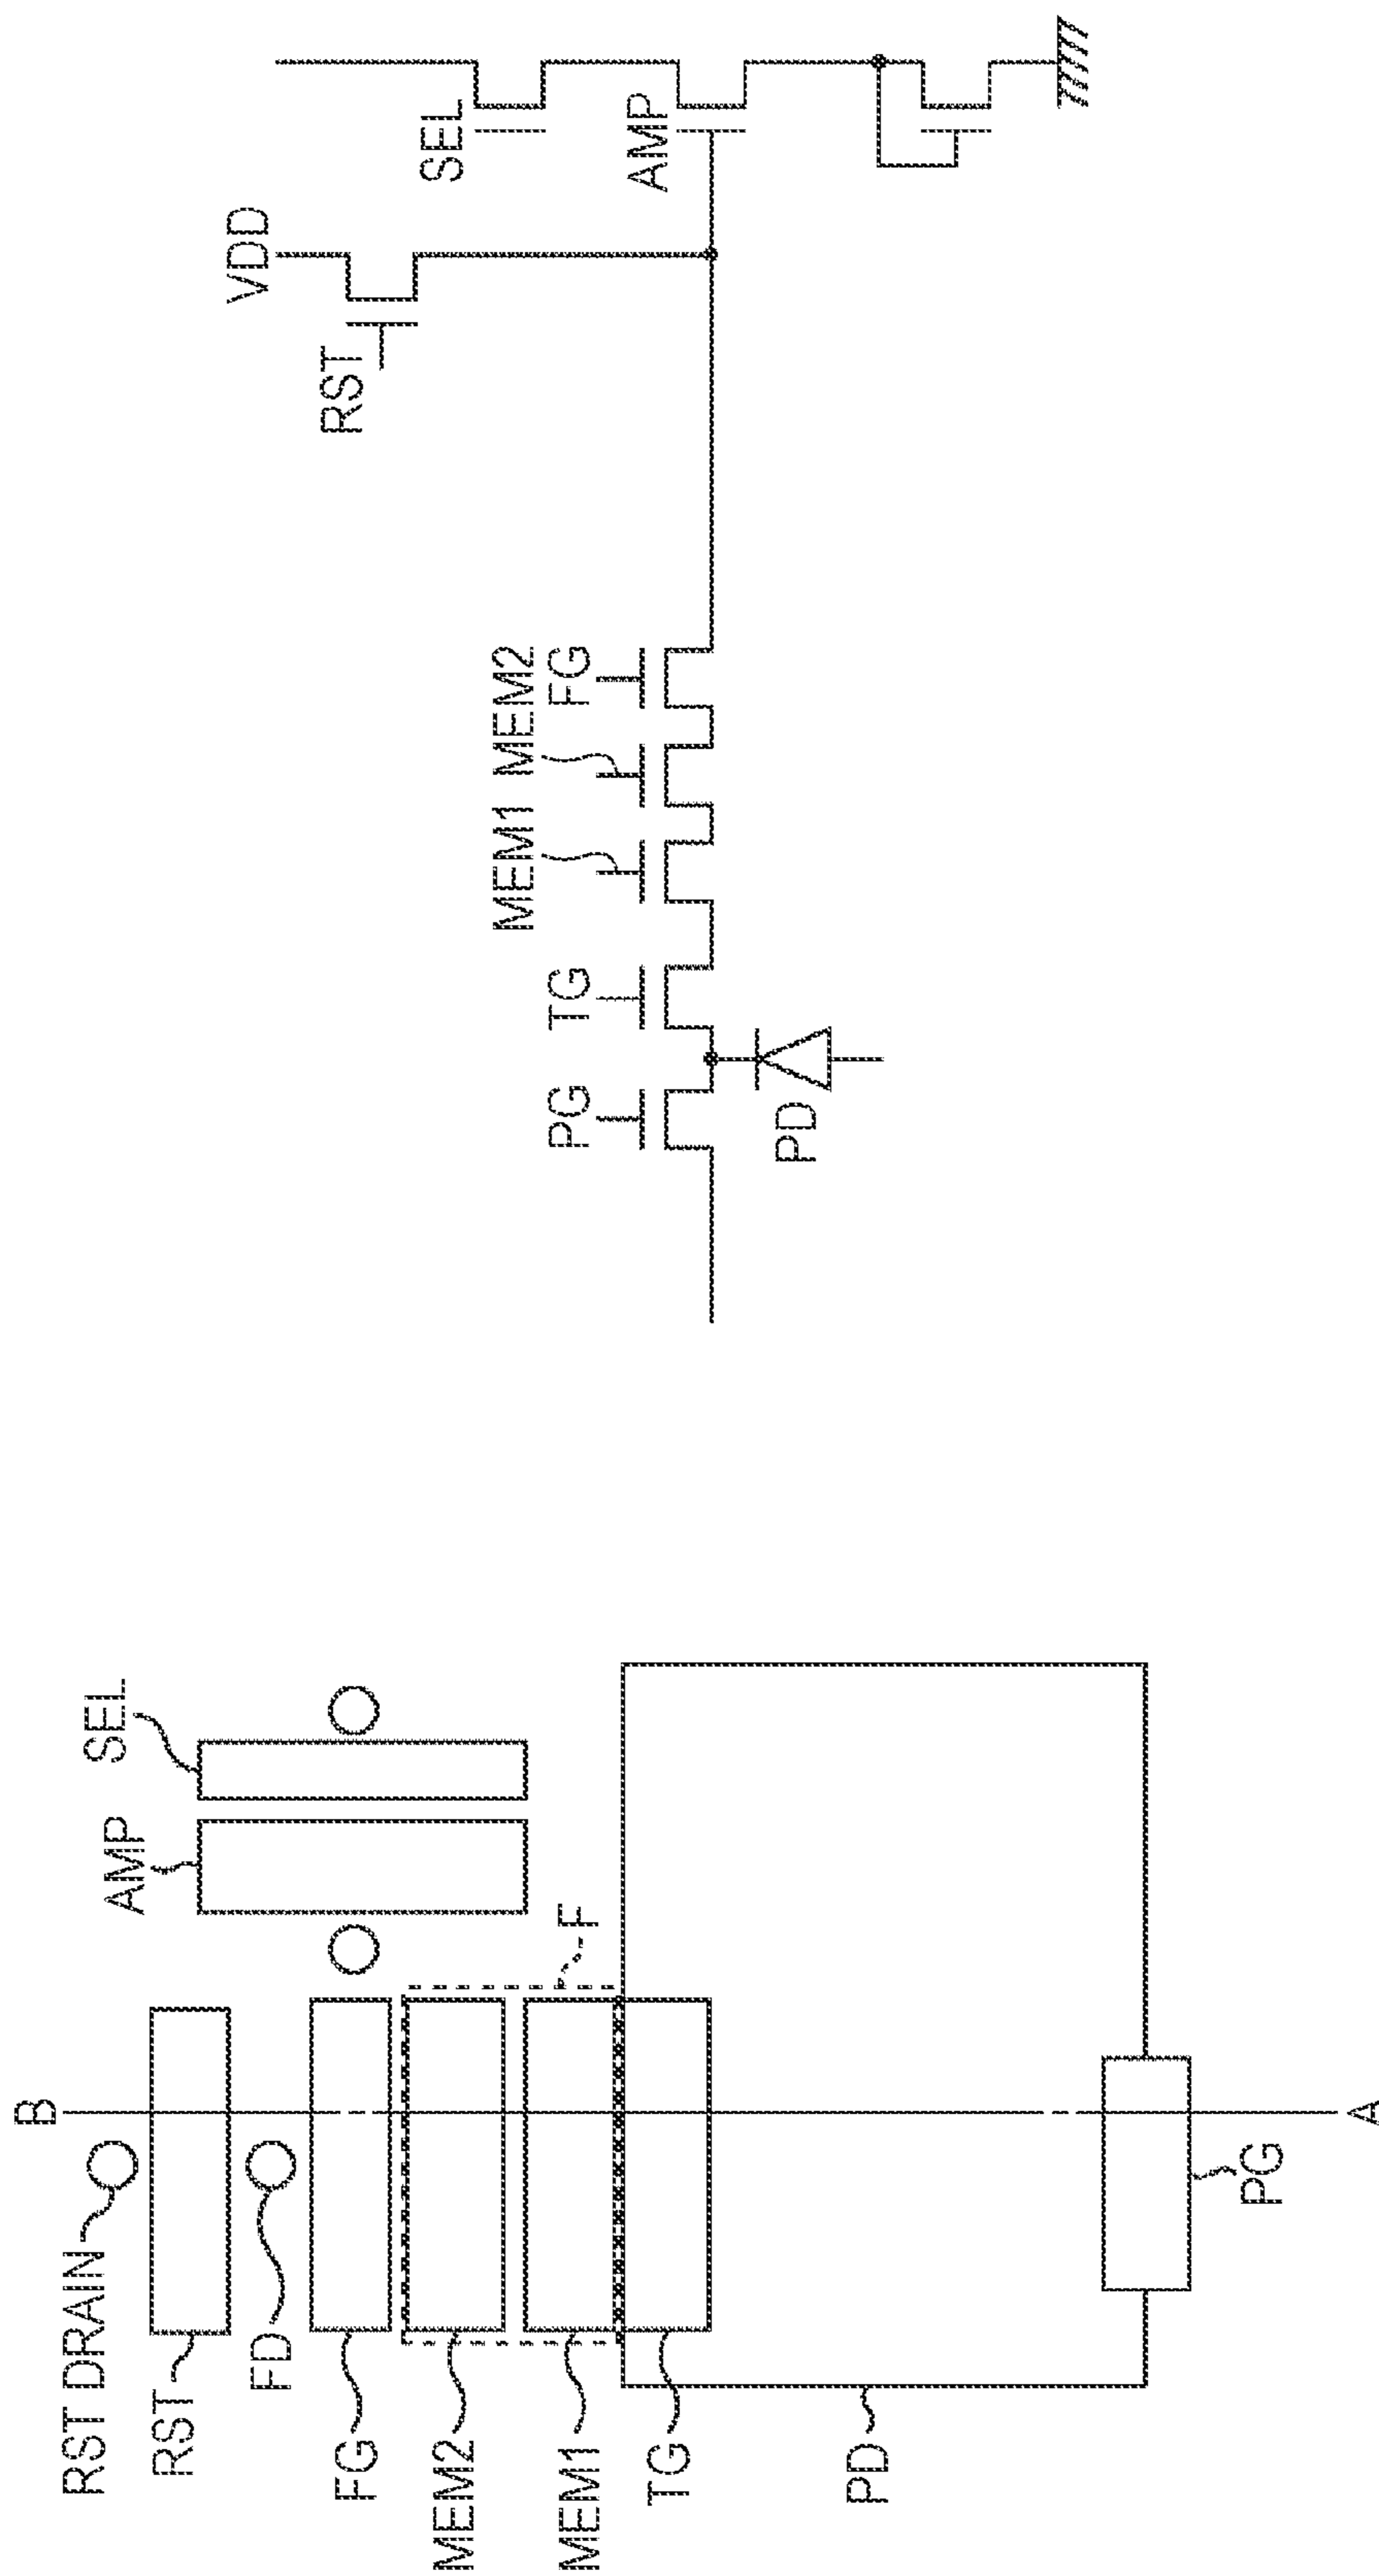 SEL
AMP
VDD
RST
MEM1
MEM2
FG
TG
PG
PD
B
RST DRAIN
RST
FD
FG
MEM2
MEM1
TG
PD
AMP
SEL
F
PG
A